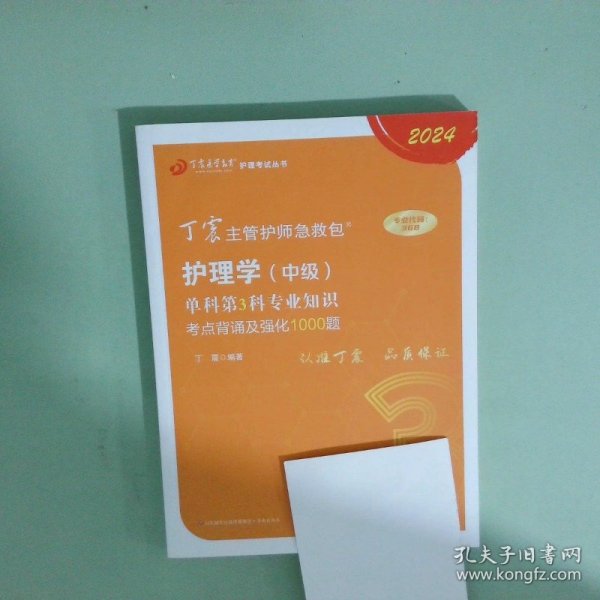 2024
丁震医学教育 护理考试丛书
丁震主管护师急救包®
专业代码：368
护理学（中级）
单科第3科专业知识
考点背诵及强化1000题
丁 震◎编著
认准丁震 品质保证
3
孔夫子旧书网
www.kongfz.com